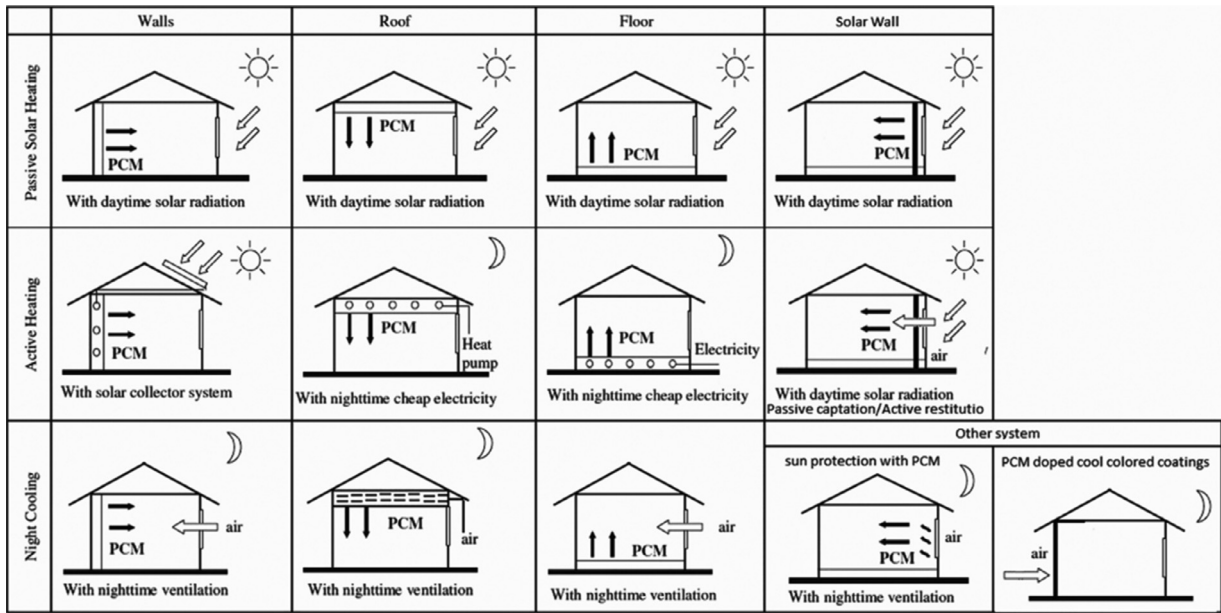 Walls
Roof
Floor
Solar Wall
Passive Solar Heating
PCM
With daytime solar radiation
PCM
With daytime solar radiation
PCM
With daytime solar radiation
PCM
With daytime solar radiation
Active Heating
PCM
With solar collector system
PCM
Heat
pump
With nighttime cheap electricity
PCM
Electricity
With nighttime cheap electricity
PCM
air
With daytime solar radiation
Passive captation/Active restitutio
Other system
Night Cooling
air
PCM
With nighttime ventilation
PCM
air
With nighttime ventilation
air
PCM
With nighttime ventilation
sun protection with PCM
air
PCM
With nighttime ventilation
PCM doped cool colored coatings
air